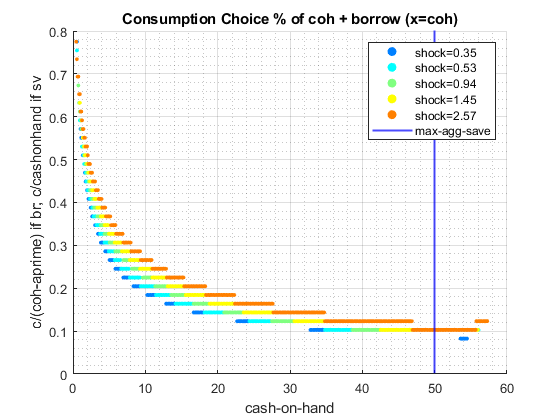 Consumption Choice % of coh + borrow (x=coh)
c/(coh-aprime) if br, c/cashonhand if sv
0.8
0.7
0.6
0.5
0.4
0.3
0.2
0.1
0
shock=0.35
shock=0.53
shock=0.94
shock=1.45
shock=2.57
max-agg-save
0 10 20 30 40 50 60
cash-on-hand